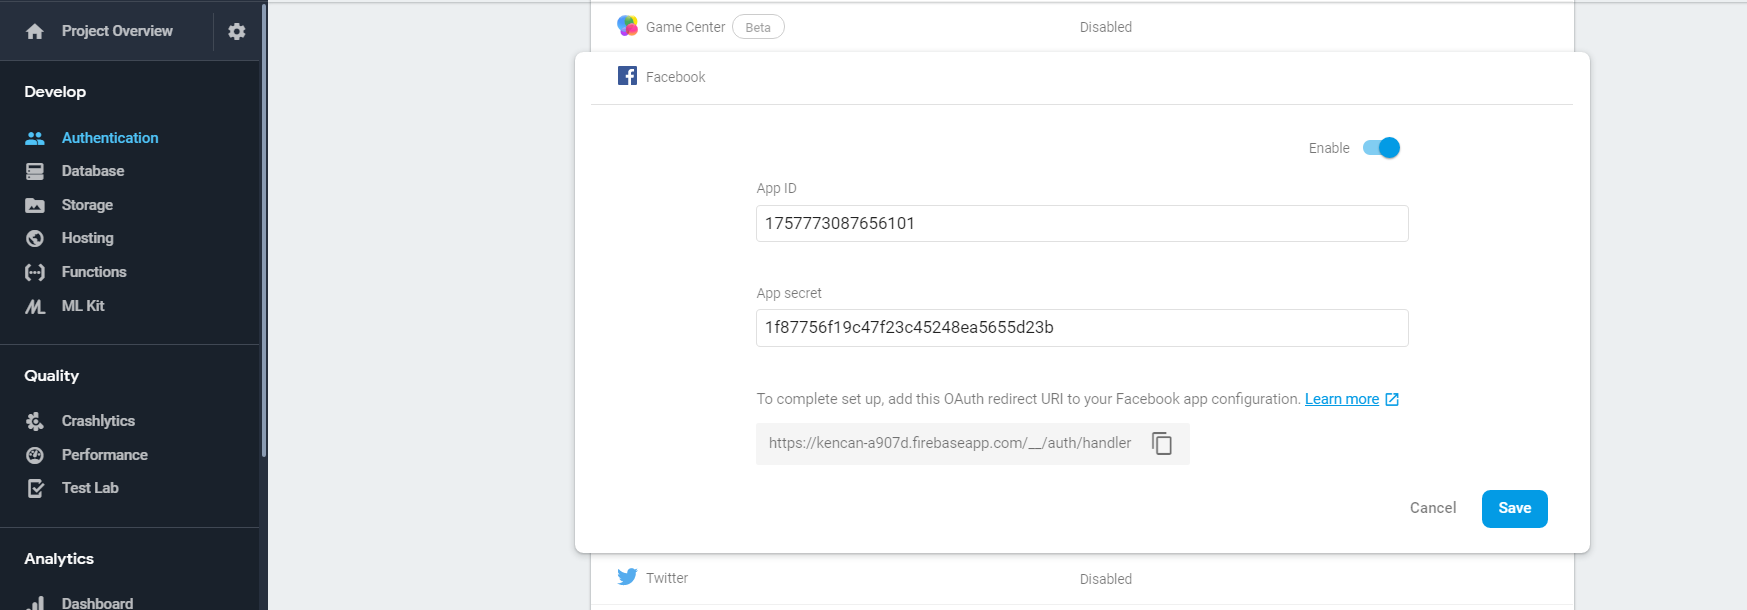 Project Overview
Develop
Authentication
Database
Storage
Hosting
Functions
ML Kit
Quality
Crashlytics
Performance
Test Lab
Analytics
Dashboard
Game Center Beta Disabled
Facebook
Enable
App ID
1757773087656101
App secret
1f87756f19c47f23c45248ea5655d23b
To complete set up, add this OAuth redirect URI to your Facebook app configuration. Learn more
https://kencan-a907d.firebaseapp.com/__/auth/handler
Cancel Save
Twitter Disabled